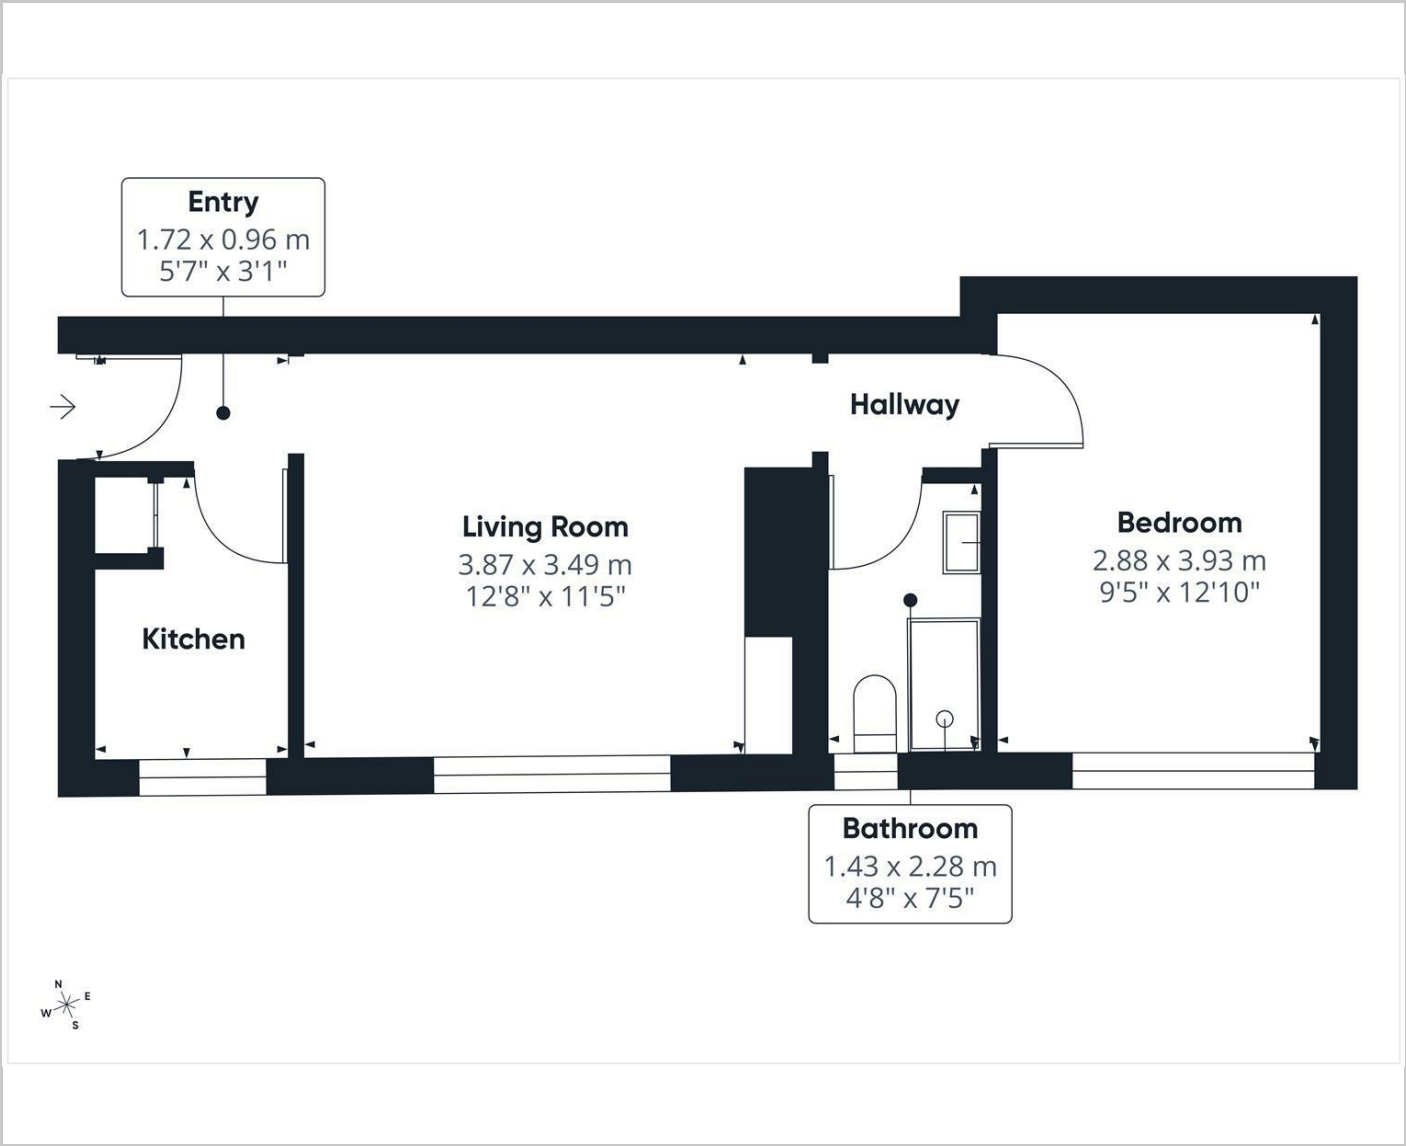 Entry
1.72 x 0.96 m
5'7" x 3'1"
Hallway
Living Room
3.87 x 3.49 m
12'8" x 11'5"
Bedroom
2.88 x 3.93 m
9'5" x 12'10"
Kitchen
Bathroom
1.43 x 2.28 m
4'8" x 7'5"
N
E
W
S